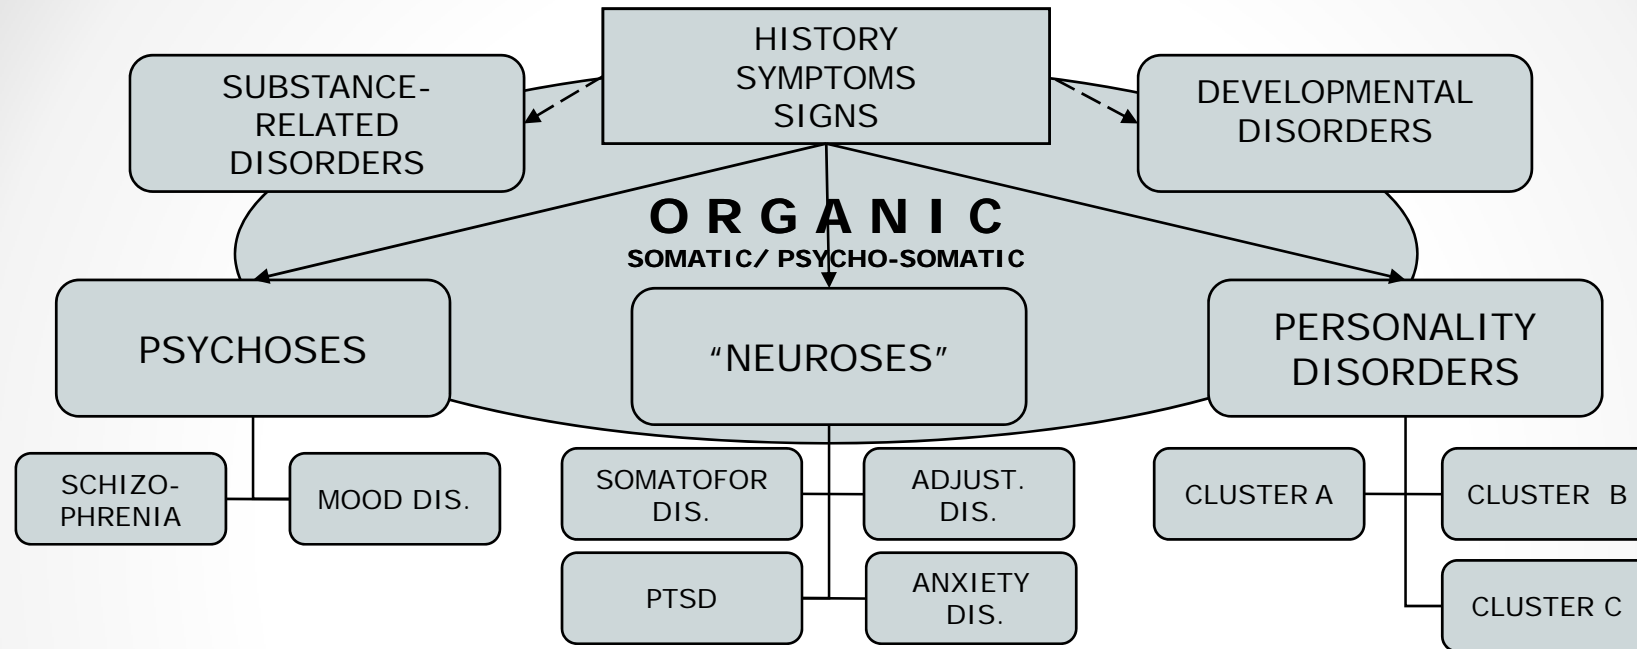 HISTORY
SYMPTOMS
SIGNS
SUBSTANCE-
RELATED
DISORDERS
DEVELOPMENTAL
DISORDERS
ORGANIC
SOMATIC/ PSYCHO-SOMATIC
PSYCHOSES
“NEUROSES”
PERSONALITY
DISORDERS
SCHIZO-
PHRENIA
MOOD DIS.
SOMATOFOR
DIS.
ADJUST.
DIS.
PTSD
ANXIETY
DIS.
CLUSTER A
CLUSTER B
CLUSTER C